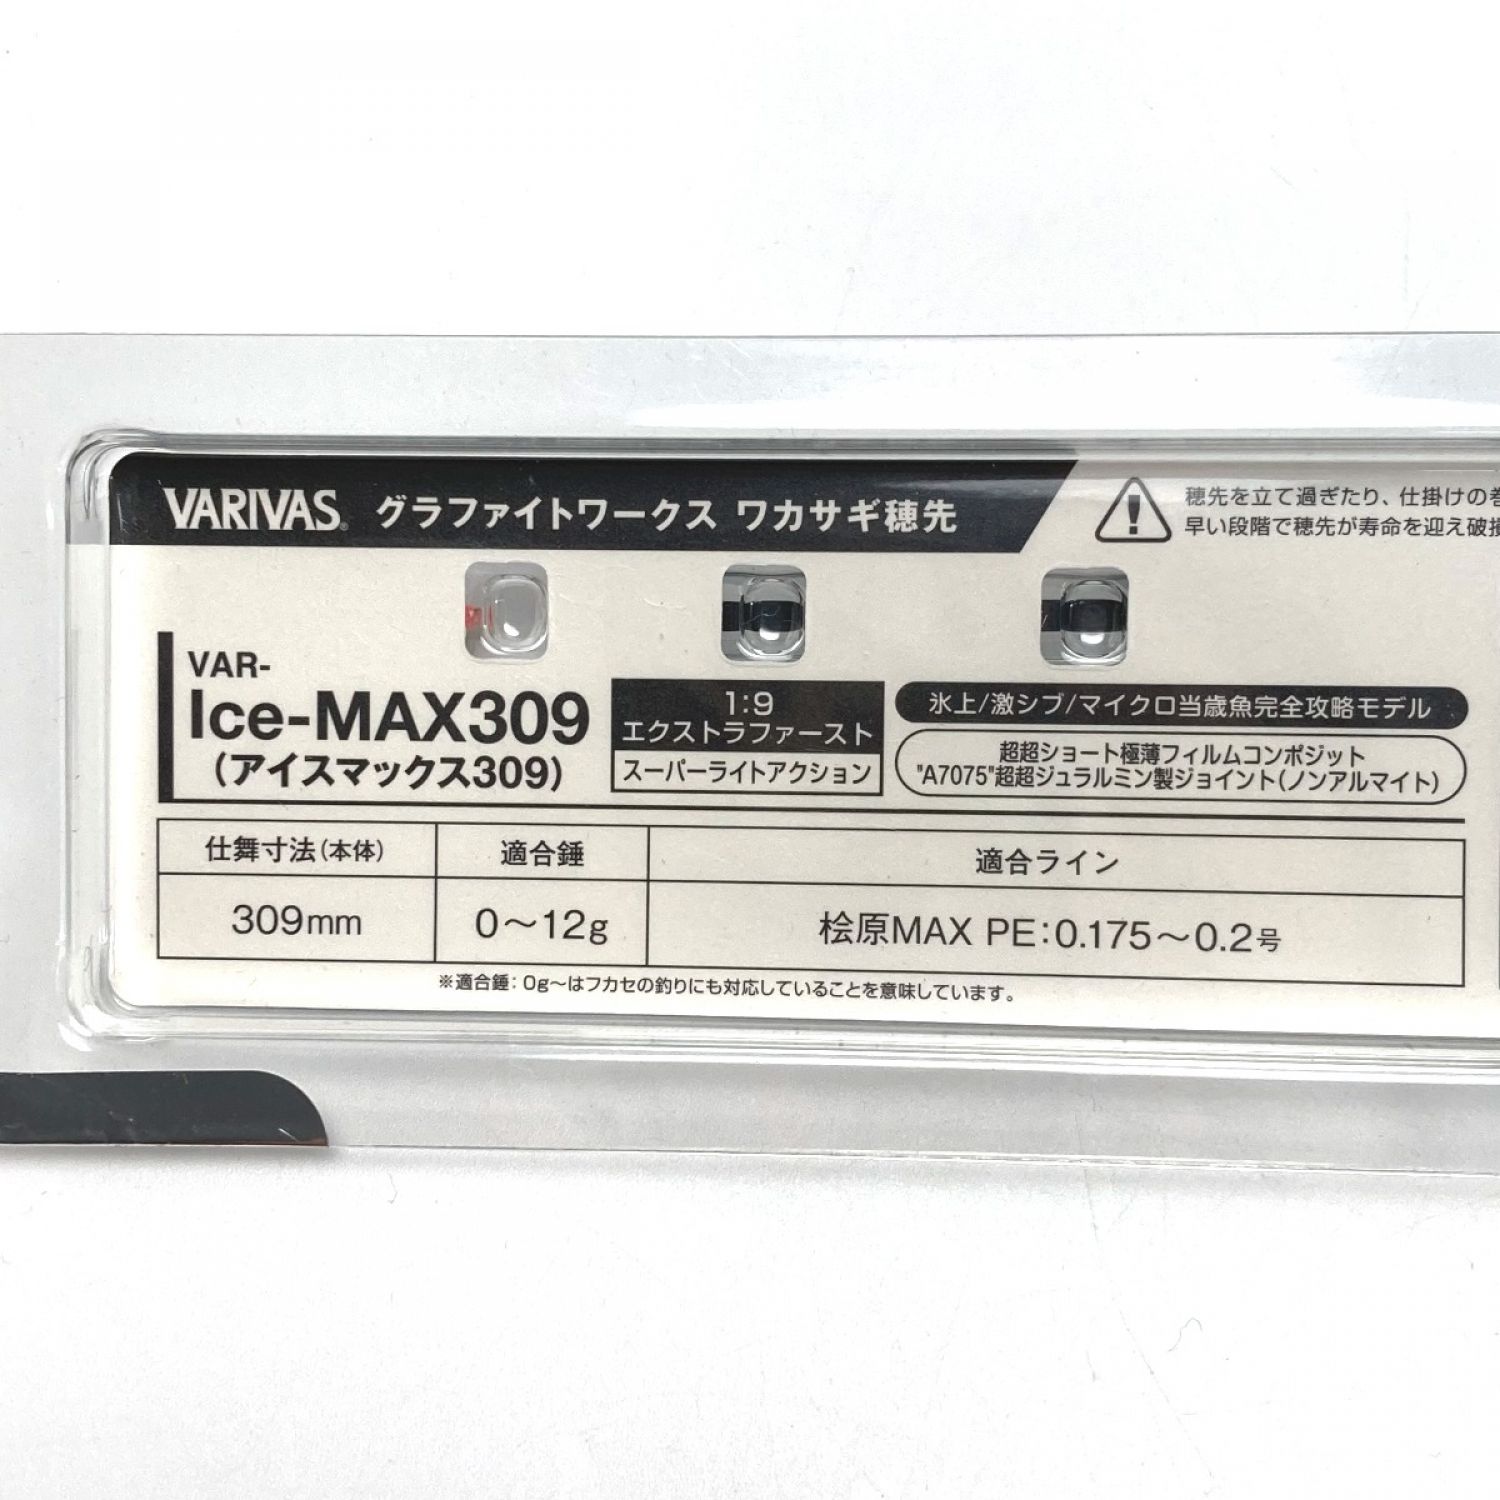 VARIVAS® グラファイトワークス ワカサギ穂先
穂先を立て過ぎたり、仕掛けの巻
早い段階で穂先が寿命を迎え破損
VAR-
Ice-MAX309
(アイスマックス309)
1:9
エクストラファースト
スーパーライトアクション
氷上/激シブ/マイクロ当歳魚完全攻略モデル
超超ショート極薄フィルムコンポジット
"A7075"超超ジュラルミン製ジョイント(ノンアルマイト)
仕舞寸法(本体) 適合錘 適合ライン
309mm 0～12g 桧原MAX PE:0.175～0.2号
※適合錘:0g～はフカセの釣りにも対応していることを意味しています。